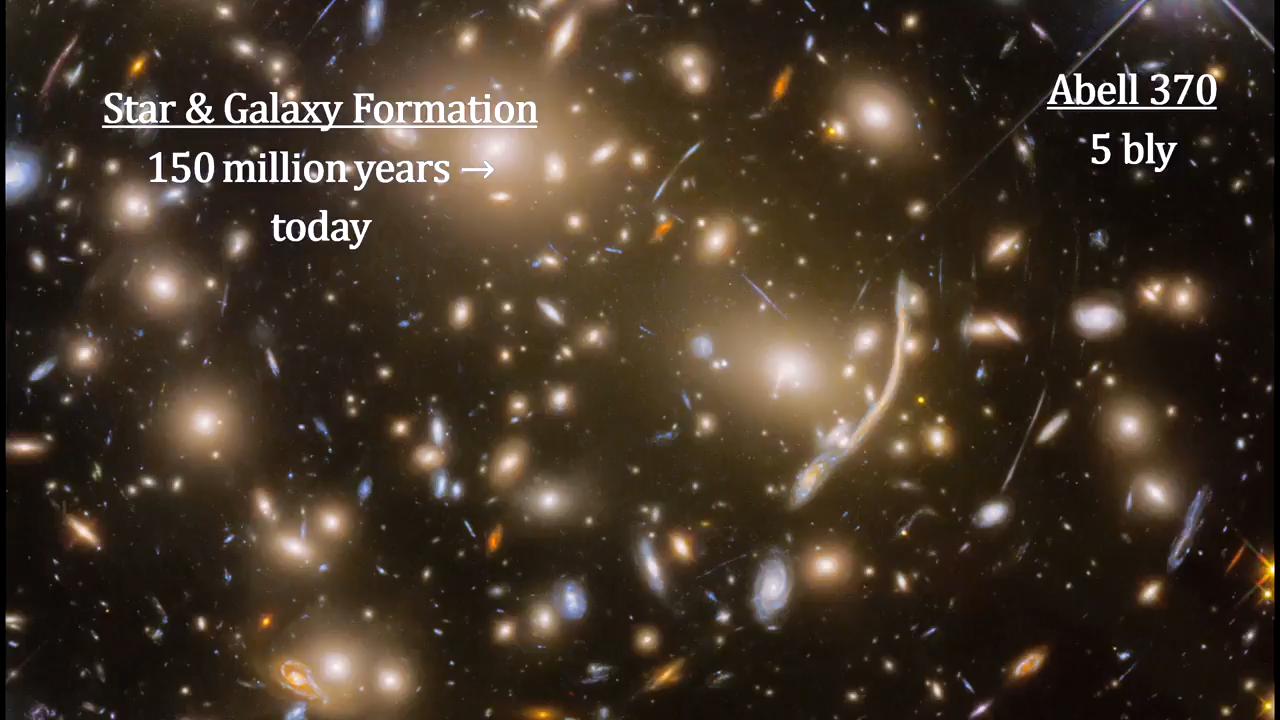 Star & Galaxy Formation
150 million years →
today
Abell 370
5 bly